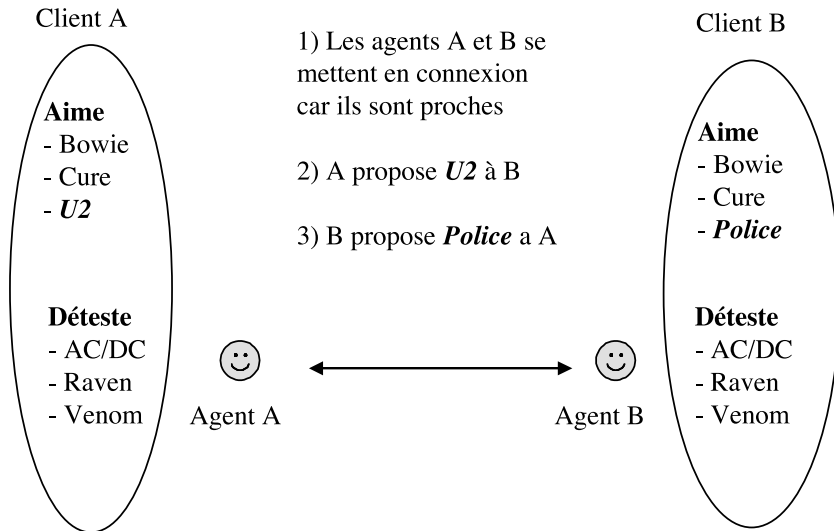 Client A
Aime
- Bowie
- Cure
- U2
Déteste
- AC/DC
- Raven
- Venom
Agent A
1) Les agents A et B se
mettent en connexion
car ils sont proches
2) A propose U2 à B
3) B propose Police a A
Agent B
Client B
Aime
- Bowie
- Cure
- Police
Déteste
- AC/DC
- Raven
- Venom